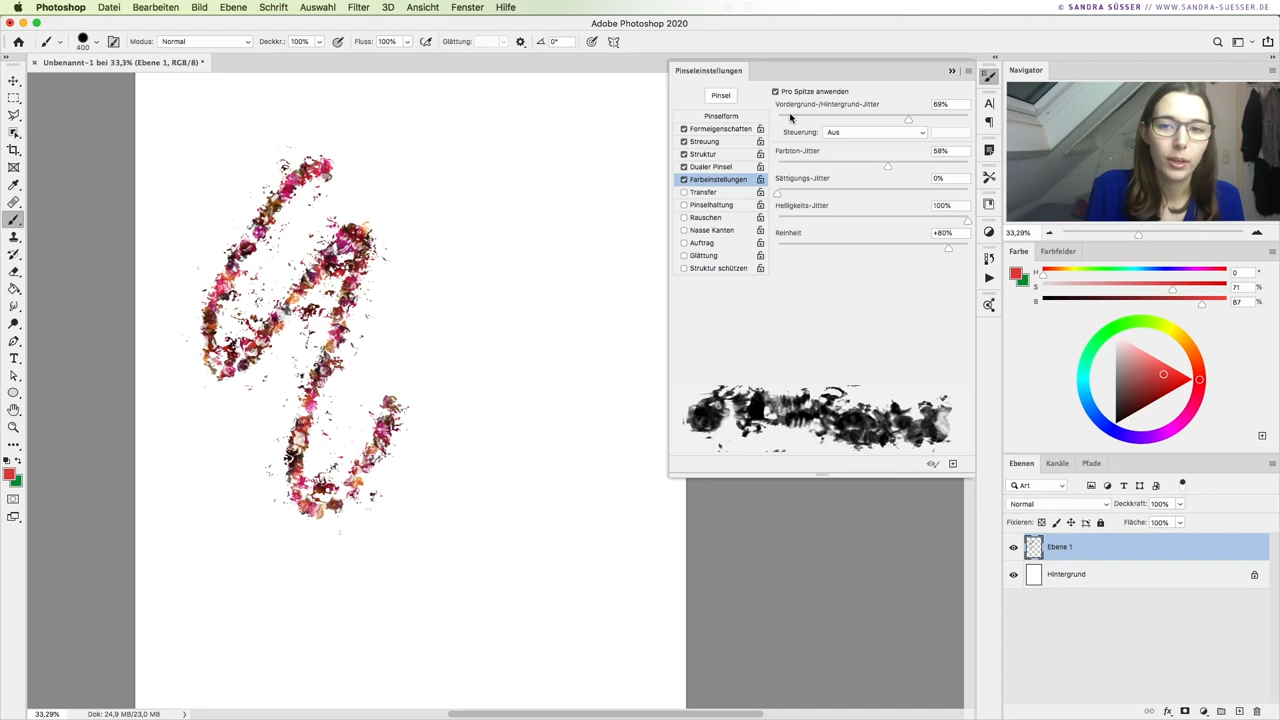 Photoshop Datei Bearbeiten Bild Ebene Schrift Auswahl Filter 3D Ansicht Fenster Hilfe © SANDRA SÜSSER // WWW.SANDRA-SUESSER.DE
Adobe Photoshop 2020
400 Modus: Normal Deckkr.: 100% Fluss: 100% Glättung: 0°
Unbenannt-1 bei 33,3% (Ebene 1, RGB/8) *
Pinseleinstellungen
Pinsel
Pinselform
Formeigenschaften
Streuung
Struktur
Dualer Pinsel
Farbeinstellungen
Transfer
Pinselhaltung
Rauschen
Nasse Kanten
Auftrag
Glättung
Struktur schützen
Pro Spitze anwenden
Vordergrund-/Hintergrund-Jitter 69%
Steuerung: Aus
Farbton-Jitter 58%
Sättigungs-Jitter 0%
Helligkeits-Jitter 100%
Reinheit +80%
Navigator
33,29%
Farbe Farbfelder
H 0 °
S 71 %
B 87 %
Ebenen Kanäle Pfade
Art
Normal Deckkraft: 100%
Fixieren: Fläche: 100%
Ebene 1
Hintergrund
33,29% Dok: 24,9 MB/23,0 MB